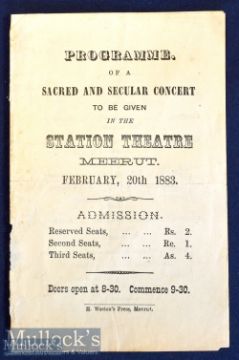 PROGRAMME.
OF A
SACRED AND SECULAR CONCERT
TO BE GIVEN
IN THE
STATION THEATRE
MEERUT.
FEBRUARY, 20th 1883.
ADMISSION.
Reserved Seats, ... ... Rs. 2.
Second Seats, ... ... Re. 1.
Third Seats, ... ... As. 4.
Doors open at 8-30. Commence 9-30.
Press, Meerut.
Mullock's